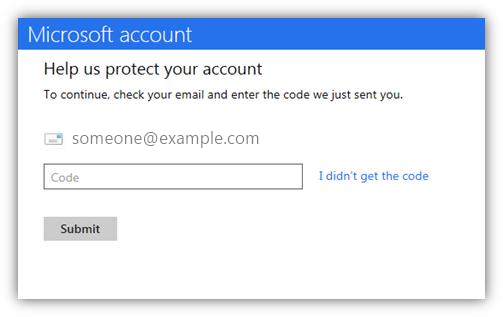 Microsoft account
Help us protect your account
To continue, check your email and enter the code we just sent you.
someone@example.com
Code
I didn't get the code
Submit